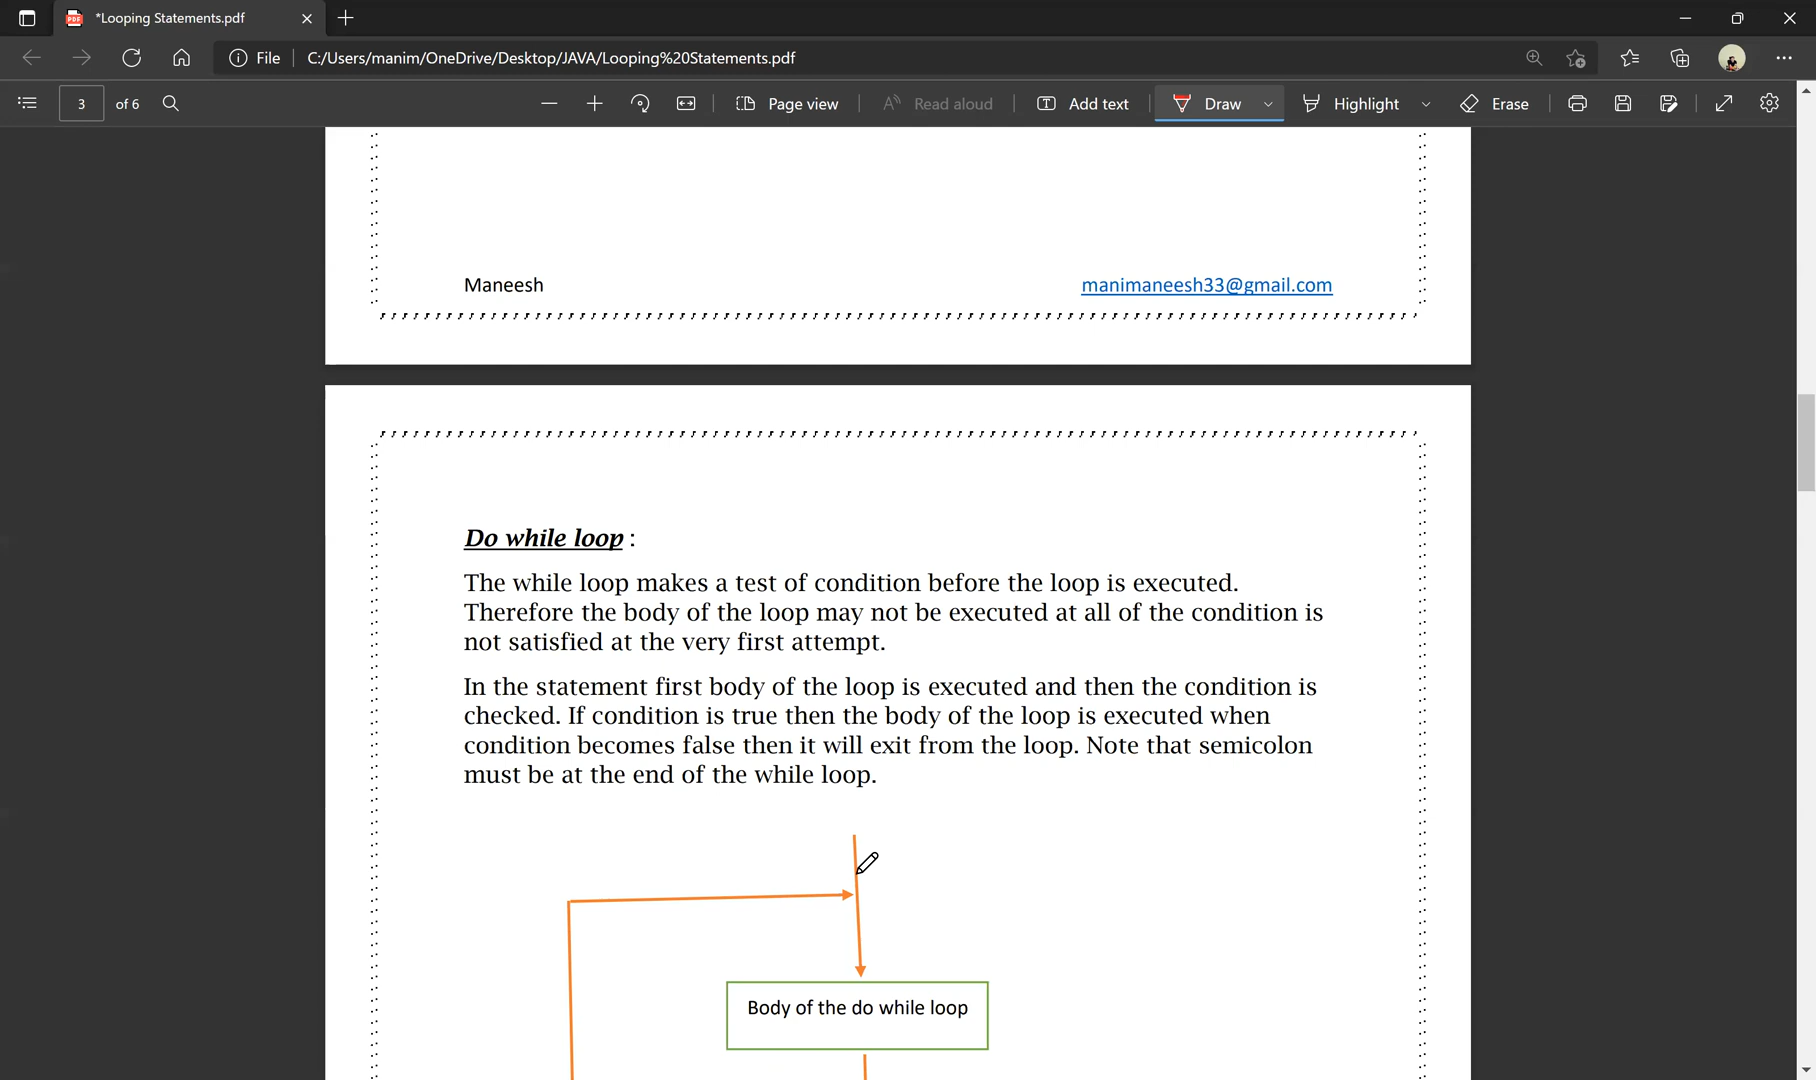 *Looping Statements.pdf
File
C:/Users/manim/OneDrive/Desktop/JAVA/Looping%20Statements.pdf
3 of 6
Page view
Read aloud
Add text
Draw
Highlight
Erase
Maneesh
manimaneesh33@gmail.com
Do while loop :
The while loop makes a test of condition before the loop is executed.
Therefore the body of the loop may not be executed at all of the condition is
not satisfied at the very first attempt.
In the statement first body of the loop is executed and then the condition is
checked. If condition is true then the body of the loop is executed when
condition becomes false then it will exit from the loop. Note that semicolon
must be at the end of the while loop.
Body of the do while loop